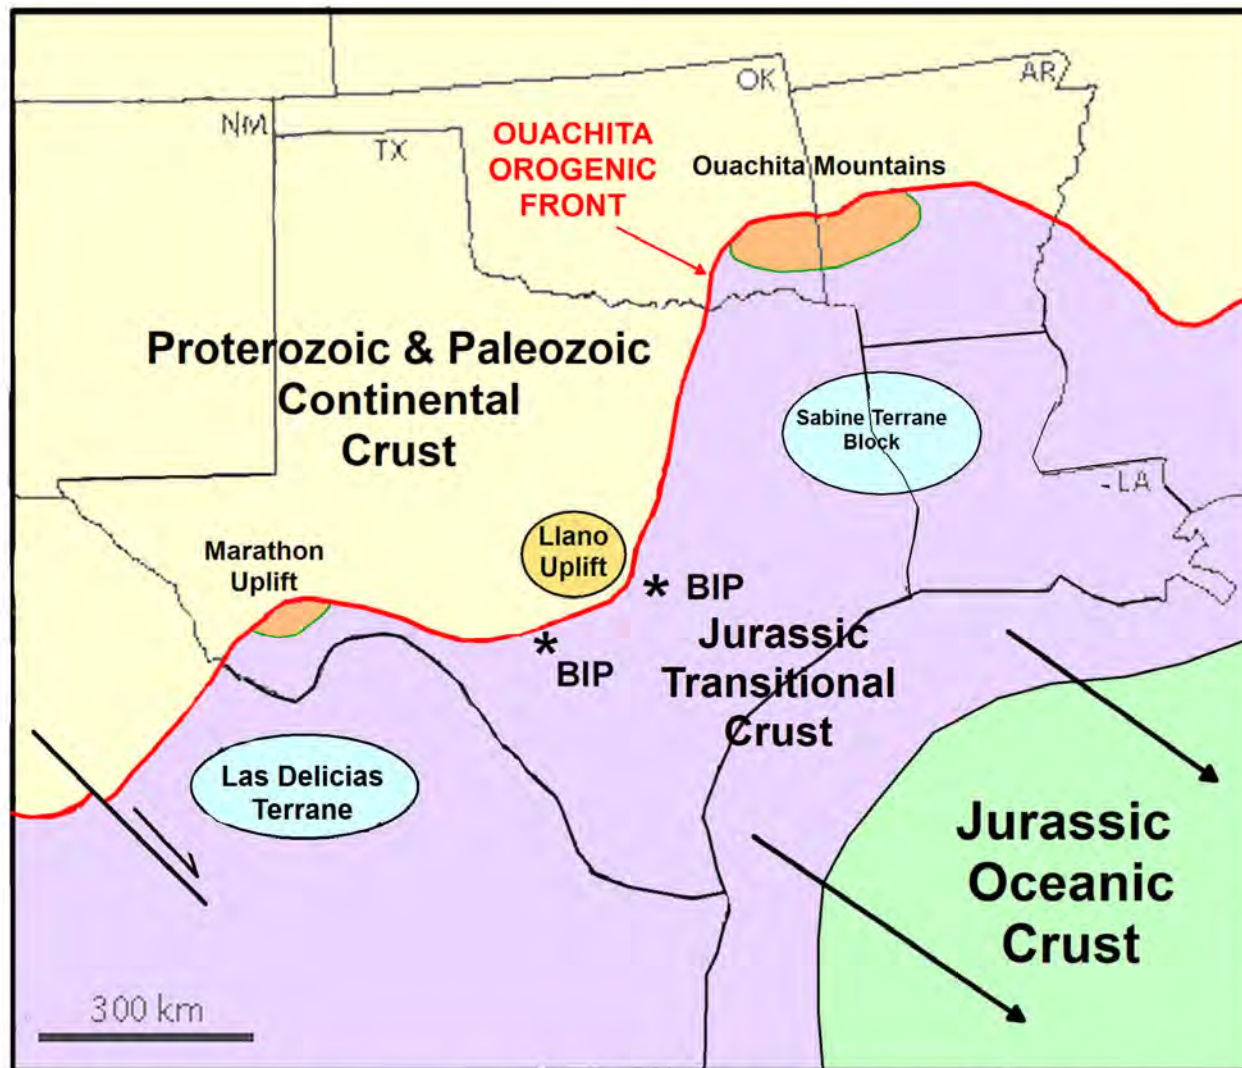 OK
AR
NM
TX
OUACHITA
OROGENIC
FRONT
Ouachita Mountains
Proterozoic & Paleozoic
Continental
Crust
Sabine Terrane
Block
-LA
Marathon
Uplift
Llano
Uplift
* BIP
*
BIP
Jurassic
Transitional
Crust
Las Delicias
Terrane
Jurassic
Oceanic
Crust
300 km